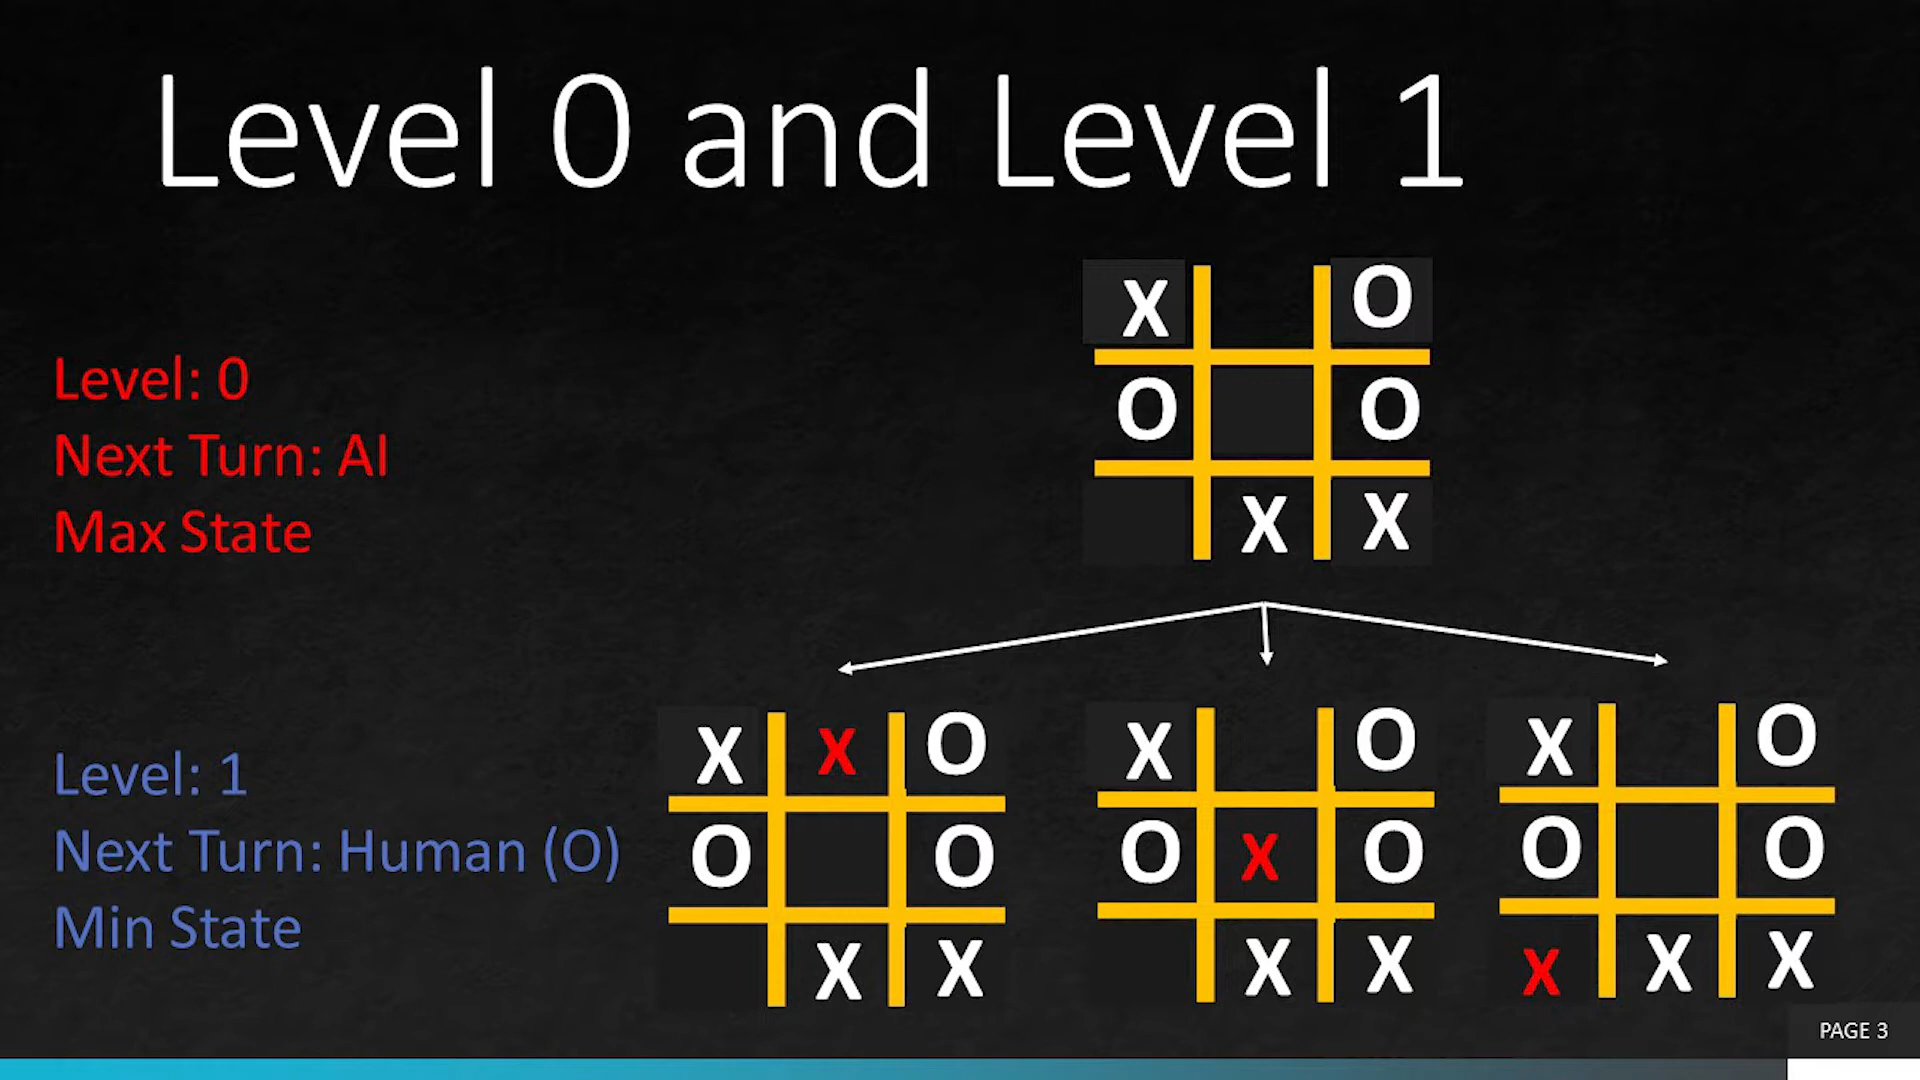 Level 0 and Level 1
X O
Level: 0
Next Turn: AI
Max State
O O
X X
X X O
X O
X O
Level: 1
Next Turn: Human (O)
Min State
O O
O X O
O O
X X
X X
X X X
PAGE 3